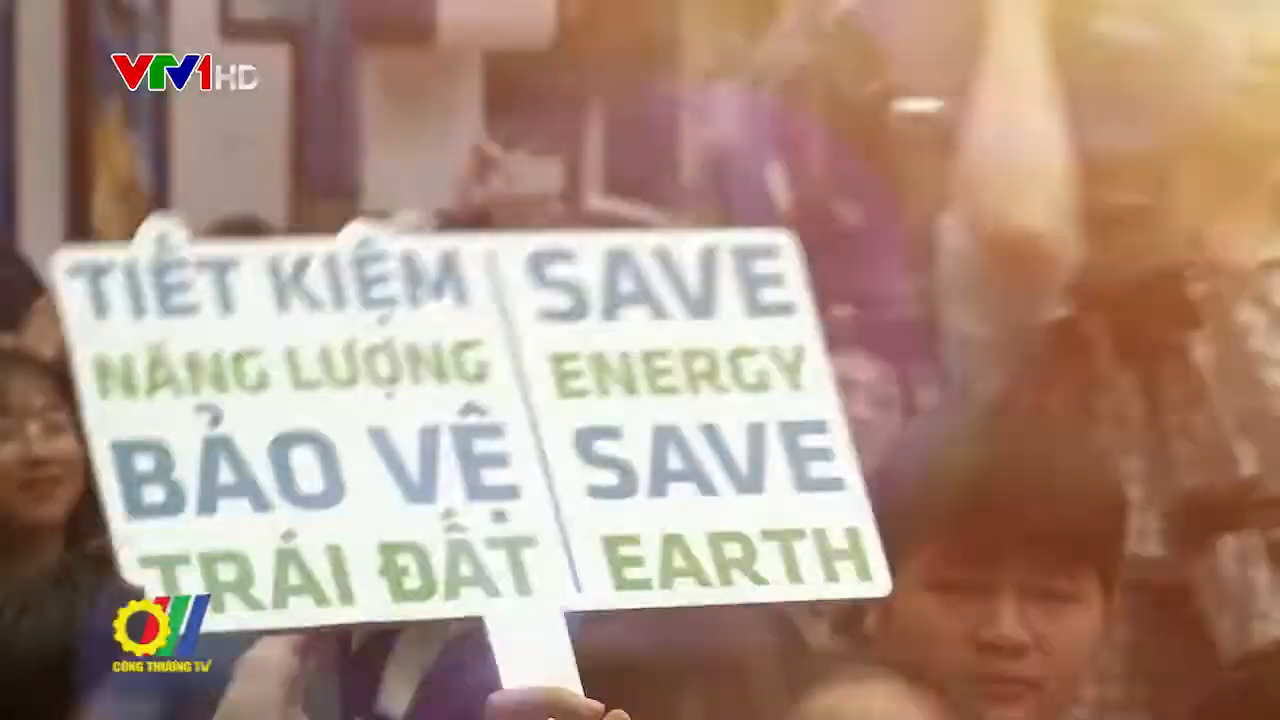 VTV1 HD
TIẾT KIỆM
NĂNG LƯỢNG
BẢO VỆ
TRÁI ĐẤT
SAVE
ENERGY
SAVE
EARTH
CÔNG THƯƠNG TV